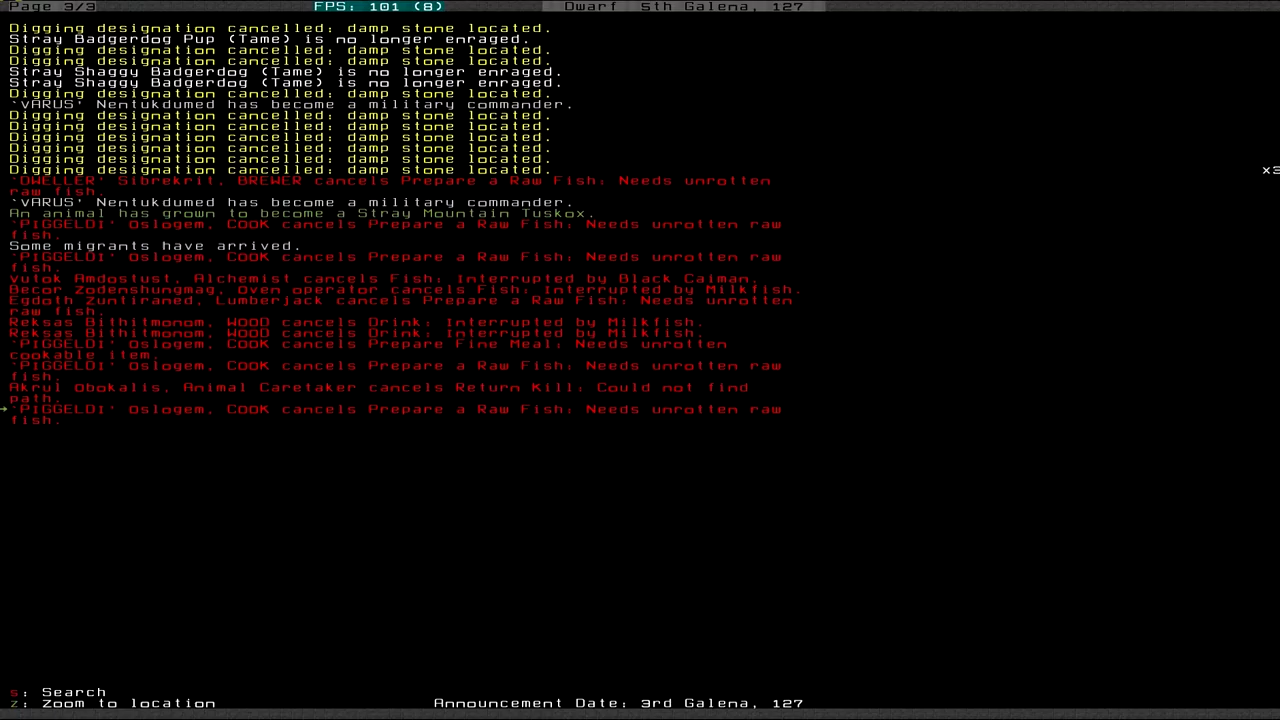 Page 3/3 FPS: 101 (8) Dwarf 5th Galena, 127
Digging designation cancelled: damp stone located.
Stray Badgerdog Pup (Tame) is no longer enraged.
Digging designation cancelled: damp stone located.
Digging designation cancelled: damp stone located.
Stray Shaggy Badgerdog (Tame) is no longer enraged.
Stray Shaggy Badgerdog (Tame) is no longer enraged.
Digging designation cancelled: damp stone located.
`VARUS' Nentukdumed has become a military commander.
Digging designation cancelled: damp stone located.
Digging designation cancelled: damp stone located.
Digging designation cancelled: damp stone located.
Digging designation cancelled: damp stone located.
Digging designation cancelled: damp stone located.
Digging designation cancelled: damp stone located. x3
`DWELLER' Sibrekrit, BREWER cancels Prepare a Raw Fish: Needs unrotten
raw fish.
`VARUS' Nentukdumed has become a military commander.
An animal has grown to become a Stray Mountain Tuskox.
`PIGGELDI' Oslogem, COOK cancels Prepare a Raw Fish: Needs unrotten raw
fish.
Some migrants have arrived.
`PIGGELDI' Oslogem, COOK cancels Prepare a Raw Fish: Needs unrotten raw
fish.
Vutok Amdostust, Alchemist cancels Fish: Interrupted by Black Caiman.
Becor Zodenshungmag, Oven operator cancels Fish: Interrupted by Milkfish.
Egdoth Zuntiraned, Lumberjack cancels Prepare a Raw Fish: Needs unrotten
raw fish.
Reksas Bithitmonom, WOOD cancels Drink: Interrupted by Milkfish.
Reksas Bithitmonom, WOOD cancels Drink: Interrupted by Milkfish.
`PIGGELDI' Oslogem, COOK cancels Prepare Fine Meal: Needs unrotten
cookable item.
`PIGGELDI' Oslogem, COOK cancels Prepare a Raw Fish: Needs unrotten raw
fish.
Akrul Obokalis, Animal Caretaker cancels Return Kill: Could not find
path.
→`PIGGELDI' Oslogem, COOK cancels Prepare a Raw Fish: Needs unrotten raw
fish.
s: Search
z: Zoom to location Announcement Date: 3rd Galena, 127